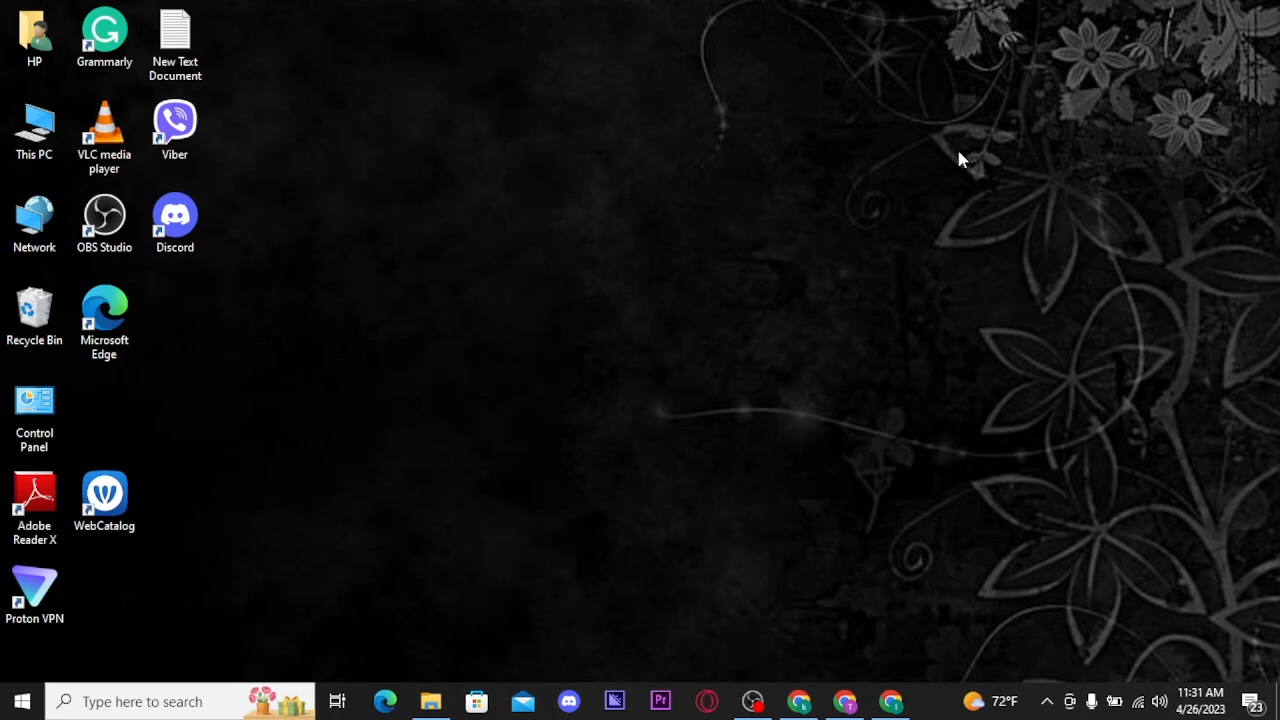 HP
Grammarly
New Text
Document
This PC
VLC media
player
Viber
Network
OBS Studio
Discord
Recycle Bin
Microsoft
Edge
Control
Panel
Adobe
Reader X
WebCatalog
Proton VPN
Type here to search
Pr
k
T
72°F
11:31 AM
4/26/2023
23